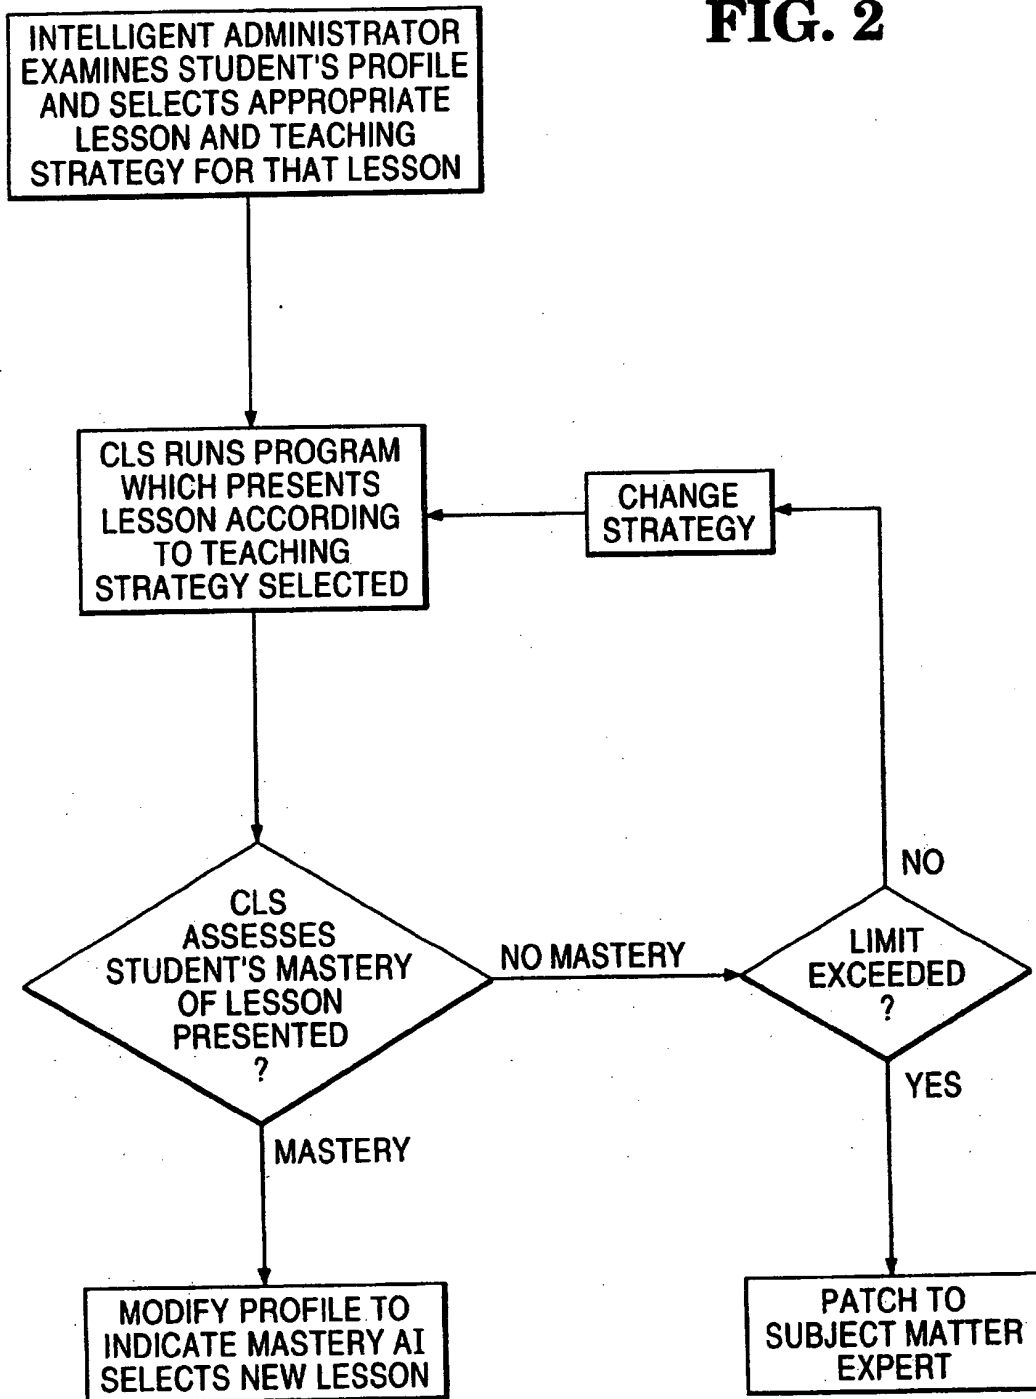 FIG. 2
INTELLIGENT ADMINISTRATOR
EXAMINES STUDENT'S PROFILE
AND SELECTS APPROPRIATE
LESSON AND TEACHING
STRATEGY FOR THAT LESSON
CLS RUNS PROGRAM
WHICH PRESENTS
LESSON ACCORDING
TO TEACHING
STRATEGY SELECTED
CHANGE
STRATEGY
CLS
ASSESSES
STUDENT'S MASTERY
OF LESSON
PRESENTED
?
NO MASTERY
LIMIT
EXCEEDED
?
NO
YES
MASTERY
MODIFY PROFILE TO
INDICATE MASTERY AI
SELECTS NEW LESSON
PATCH TO
SUBJECT MATTER
EXPERT